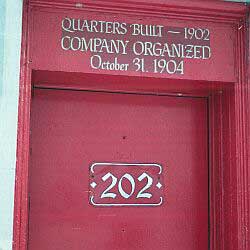 QUARTERS BUILT — 1902
COMPANY ORGANIZED
October 31, 1904
202